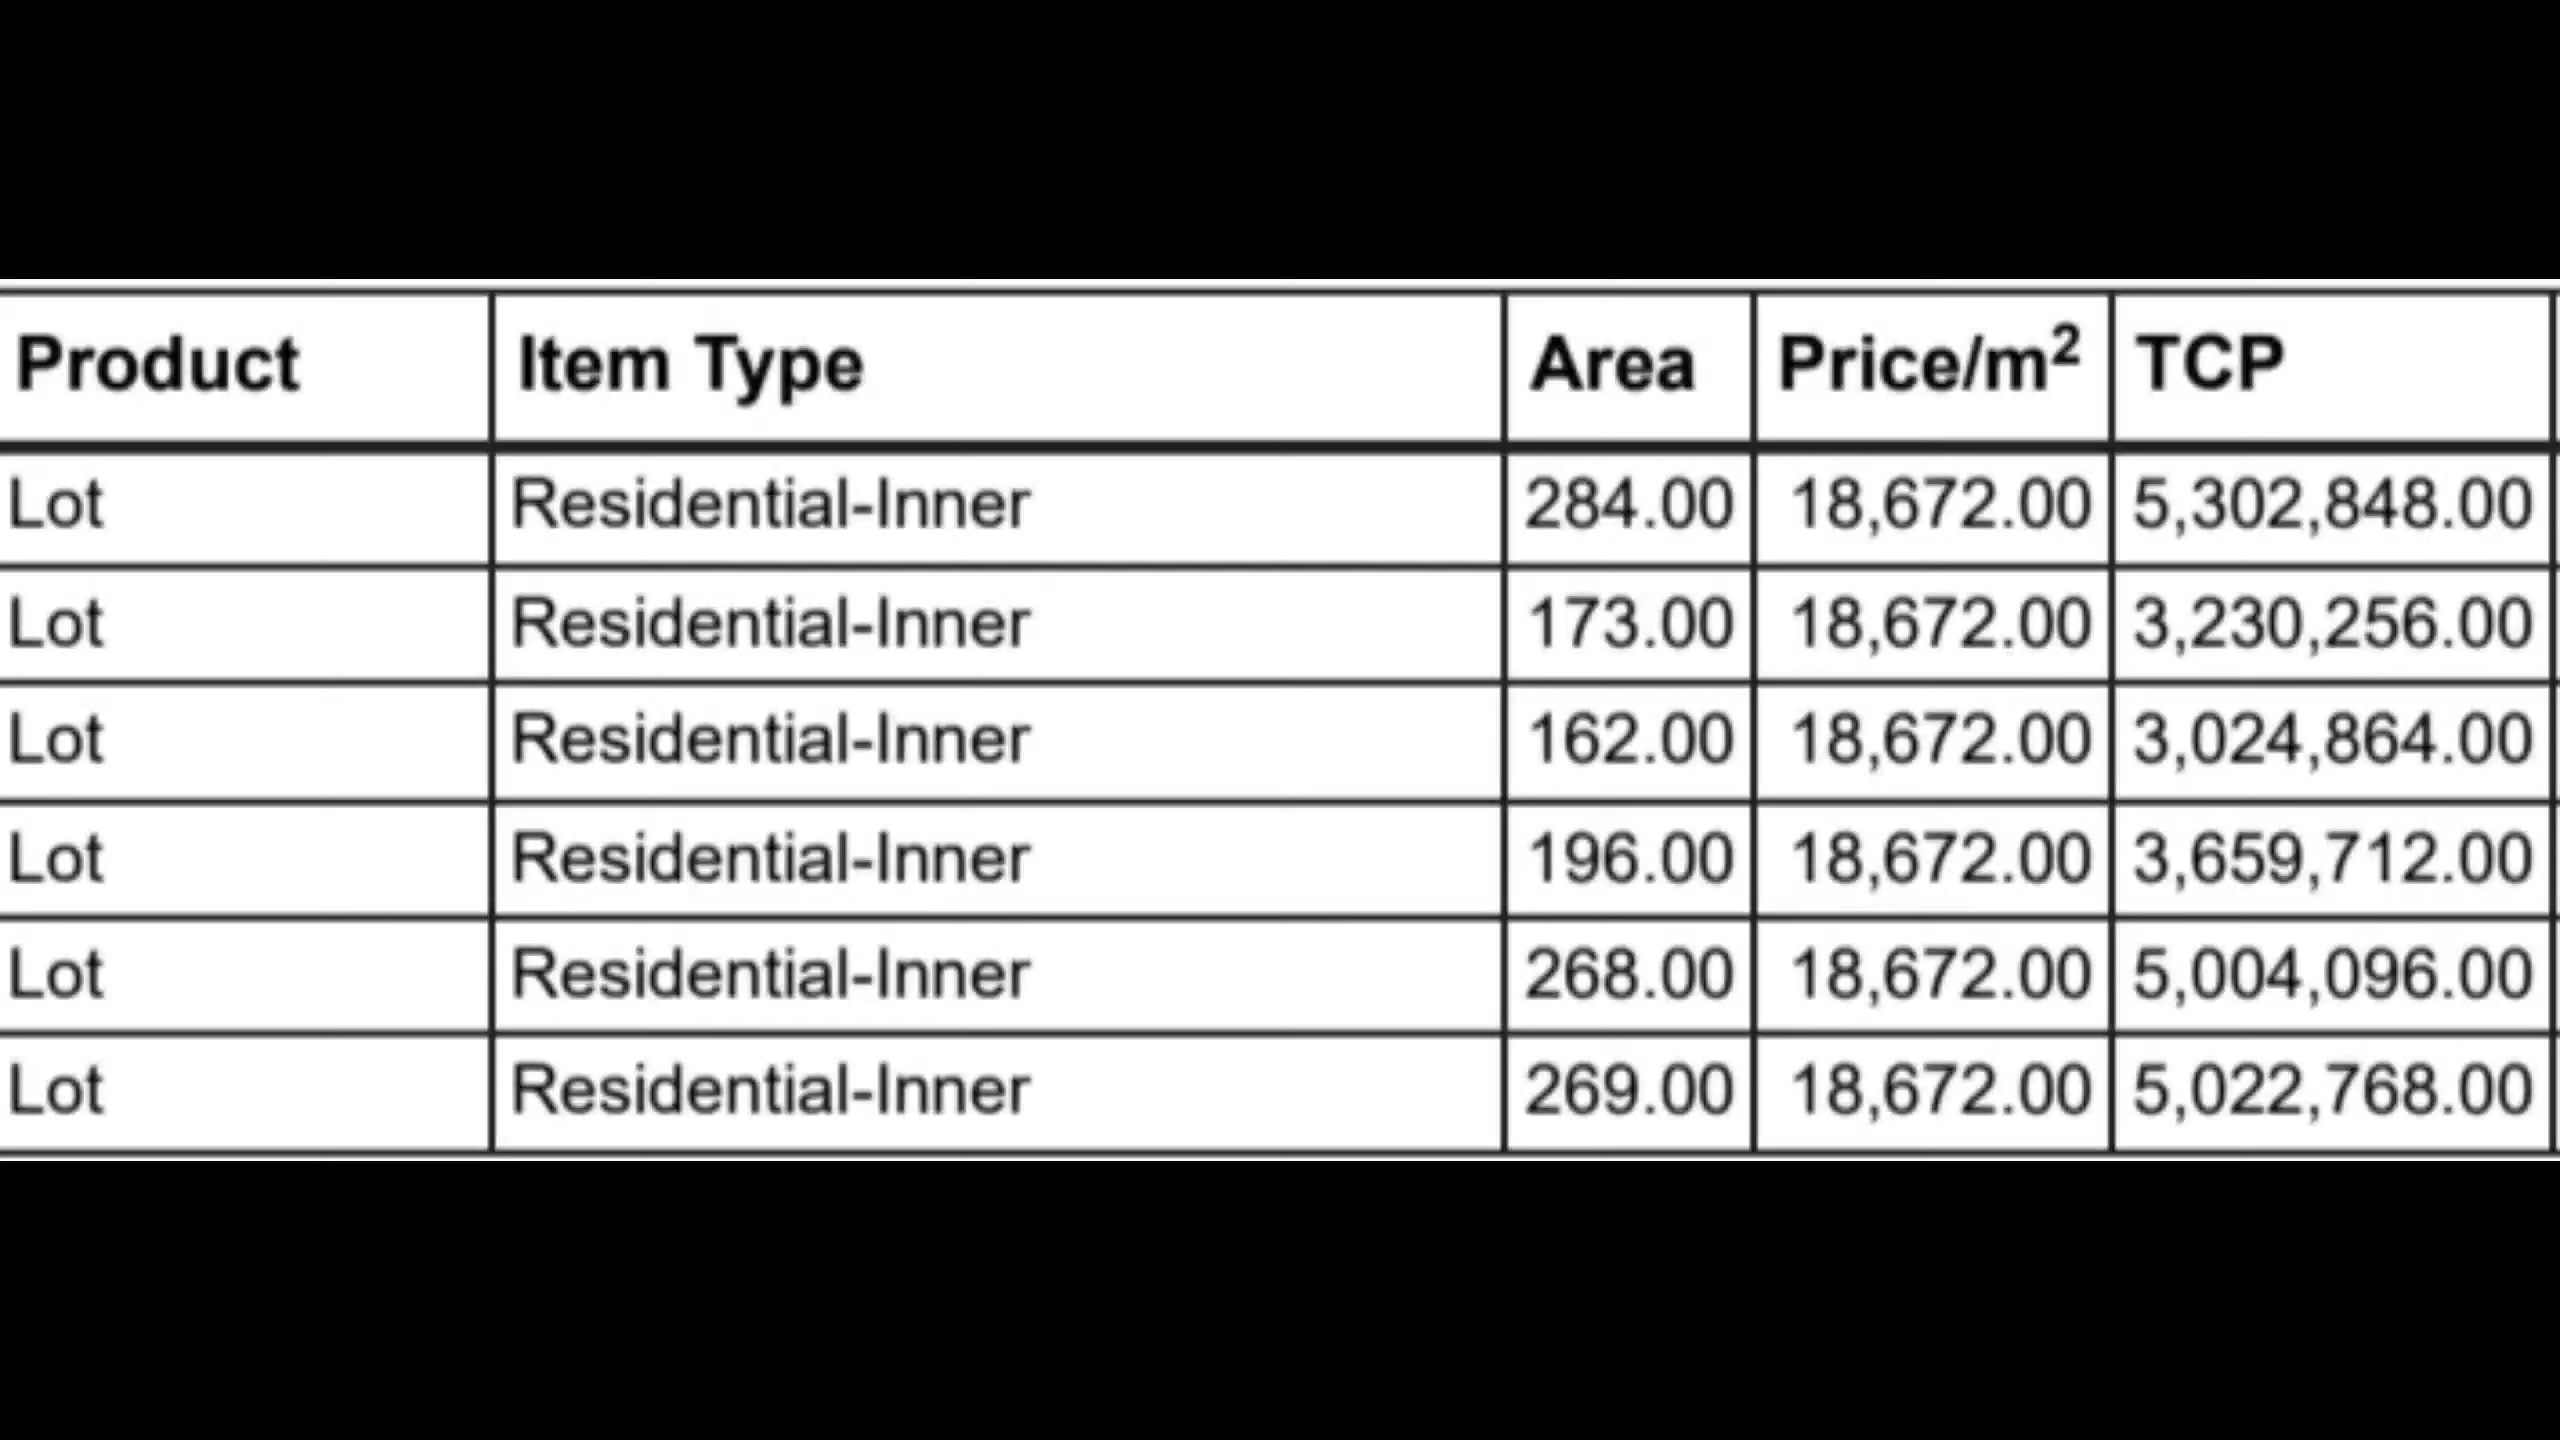 Product Item Type Area Price/m² TCP
Lot Residential-Inner 284.00 18,672.00 5,302,848.00
Lot Residential-Inner 173.00 18,672.00 3,230,256.00
Lot Residential-Inner 162.00 18,672.00 3,024,864.00
Lot Residential-Inner 196.00 18,672.00 3,659,712.00
Lot Residential-Inner 268.00 18,672.00 5,004,096.00
Lot Residential-Inner 269.00 18,672.00 5,022,768.00